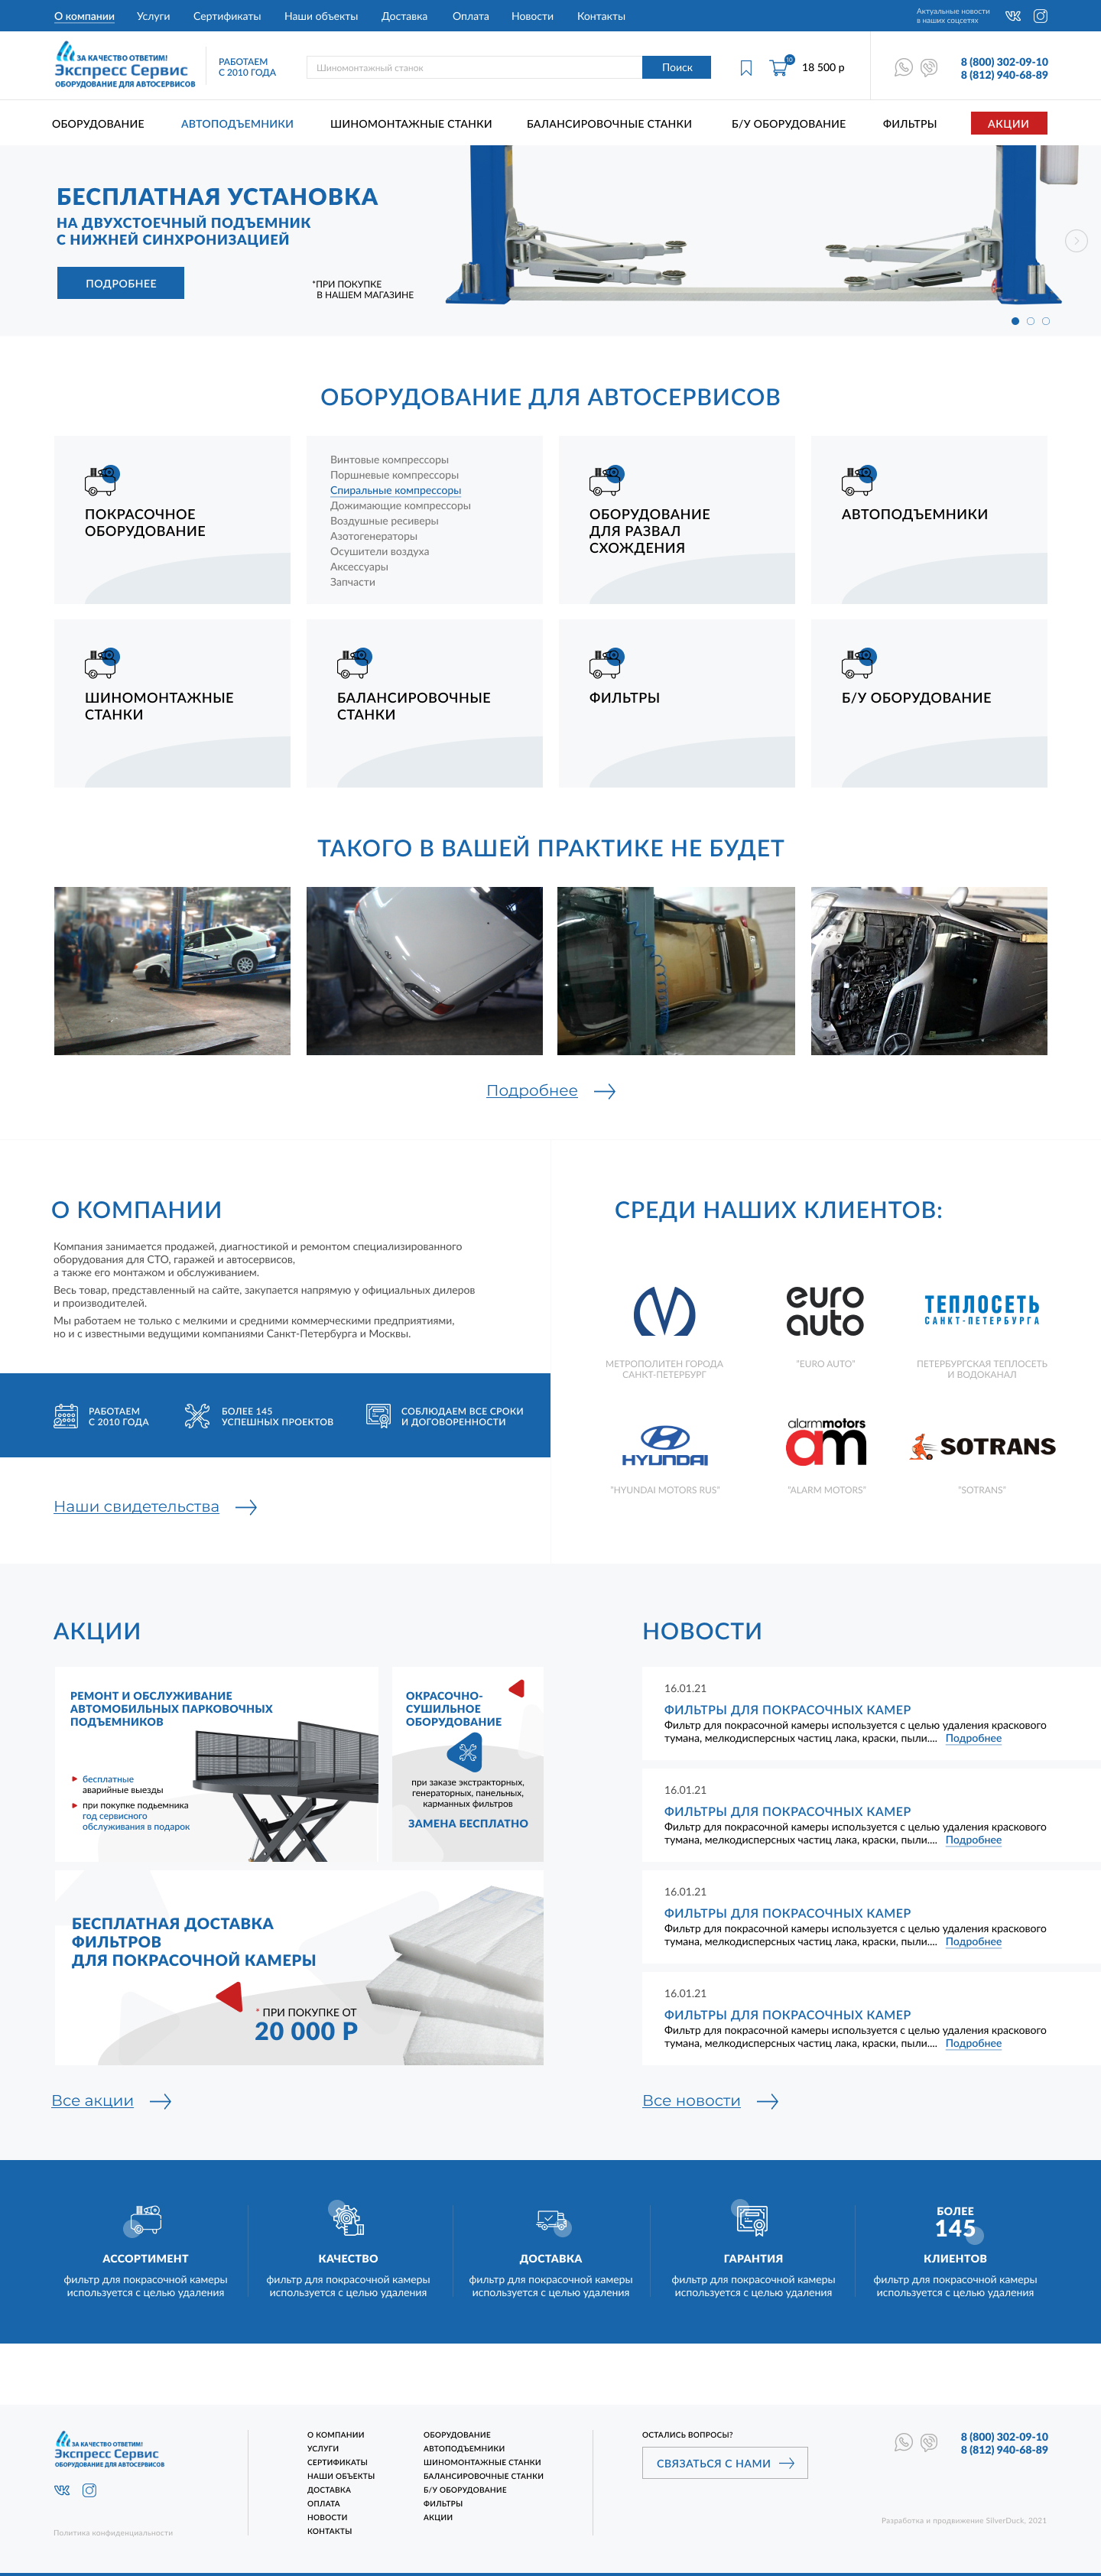 О компании
Услуги
Сертификаты
Наши объекты
Доставка
Оплата
Новости
Контакты
Актуальные новости
в наших соцсетях
ЗА КАЧЕСТВО ОТВЕТИМ!
Экспресс Сервис
ОБОРУДОВАНИЕ ДЛЯ АВТОСЕРВИСОВ
РАБОТАЕМ
С 2010 ГОДА
Шиномонтажный станок
Поиск
10
18 500 р
8 (800) 302-09-10
8 (812) 940-68-89
ОБОРУДОВАНИЕ
АВТОПОДЪЕМНИКИ
ШИНОМОНТАЖНЫЕ СТАНКИ
БАЛАНСИРОВОЧНЫЕ СТАНКИ
Б/У ОБОРУДОВАНИЕ
ФИЛЬТРЫ
АКЦИИ
БЕСПЛАТНАЯ УСТАНОВКА
НА ДВУХСТОЕЧНЫЙ ПОДЪЕМНИК
С НИЖНЕЙ СИНХРОНИЗАЦИЕЙ
ПОДРОБНЕЕ
*ПРИ ПОКУПКЕ
В НАШЕМ МАГАЗИНЕ
ОБОРУДОВАНИЕ ДЛЯ АВТОСЕРВИСОВ
ПОКРАСОЧНОЕ
ОБОРУДОВАНИЕ
Винтовые компрессоры
Поршневые компрессоры
Спиральные компрессоры
Дожимающие компрессоры
Воздушные ресиверы
Азотогенераторы
Осушители воздуха
Аксессуары
Запчасти
ОБОРУДОВАНИЕ
ДЛЯ РАЗВАЛ
СХОЖДЕНИЯ
АВТОПОДЪЕМНИКИ
ШИНОМОНТАЖНЫЕ
СТАНКИ
БАЛАНСИРОВОЧНЫЕ
СТАНКИ
ФИЛЬТРЫ
Б/У ОБОРУДОВАНИЕ
ТАКОГО В ВАШЕЙ ПРАКТИКЕ НЕ БУДЕТ
Подробнее
О КОМПАНИИ
Компания занимается продажей, диагностикой и ремонтом специализированного
оборудования для СТО, гаражей и автосервисов,
а также его монтажом и обслуживанием.
Весь товар, представленный на сайте, закупается напрямую у официальных дилеров
и производителей.
Мы работаем не только с мелкими и средними коммерческими предприятиями,
но и с известными ведущими компаниями Санкт-Петербурга и Москвы.
РАБОТАЕМ
С 2010 ГОДА
БОЛЕЕ 145
УСПЕШНЫХ ПРОЕКТОВ
СОБЛЮДАЕМ ВСЕ СРОКИ
И ДОГОВОРЕННОСТИ
Наши свидетельства
СРЕДИ НАШИХ КЛИЕНТОВ:
euro
auto
ТЕПЛОСЕТЬ
САНКТ-ПЕТЕРБУРГА
МЕТРОПОЛИТЕН ГОРОДА
САНКТ-ПЕТЕРБУРГ
"EURO AUTO"
ПЕТЕРБУРГСКАЯ ТЕПЛОСЕТЬ
И ВОДОКАНАЛ
HYUNDAI
alarmmotors
am
SOTRANS
"HYUNDAI MOTORS RUS"
"ALARM MOTORS"
"SOTRANS"
АКЦИИ
РЕМОНТ И ОБСЛУЖИВАНИЕ
АВТОМОБИЛЬНЫХ ПАРКОВОЧНЫХ
ПОДЪЕМНИКОВ
бесплатные
аварийные выезды
при покупке подьемника
год сервисного
обслуживания в подарок
ОКРАСОЧНО-
СУШИЛЬНОЕ
ОБОРУДОВАНИЕ
при заказе экстракторных,
генераторных, панельных,
карманных фильтров
ЗАМЕНА БЕСПЛАТНО
БЕСПЛАТНАЯ ДОСТАВКА
ФИЛЬТРОВ
ДЛЯ ПОКРАСОЧНОЙ КАМЕРЫ
* ПРИ ПОКУПКЕ ОТ
20 000 Р
Все акции
НОВОСТИ
16.01.21
ФИЛЬТРЫ ДЛЯ ПОКРАСОЧНЫХ КАМЕР
Фильтр для покрасочной камеры используется с целью удаления краскового
тумана, мелкодисперсных частиц лака, краски, пыли.... Подробнее
16.01.21
ФИЛЬТРЫ ДЛЯ ПОКРАСОЧНЫХ КАМЕР
Фильтр для покрасочной камеры используется с целью удаления краскового
тумана, мелкодисперсных частиц лака, краски, пыли.... Подробнее
16.01.21
ФИЛЬТРЫ ДЛЯ ПОКРАСОЧНЫХ КАМЕР
Фильтр для покрасочной камеры используется с целью удаления краскового
тумана, мелкодисперсных частиц лака, краски, пыли.... Подробнее
16.01.21
ФИЛЬТРЫ ДЛЯ ПОКРАСОЧНЫХ КАМЕР
Фильтр для покрасочной камеры используется с целью удаления краскового
тумана, мелкодисперсных частиц лака, краски, пыли.... Подробнее
Все новости
АССОРТИМЕНТ
фильтр для покрасочной камеры
используется с целью удаления
КАЧЕСТВО
фильтр для покрасочной камеры
используется с целью удаления
ДОСТАВКА
фильтр для покрасочной камеры
используется с целью удаления
ГАРАНТИЯ
фильтр для покрасочной камеры
используется с целью удаления
БОЛЕЕ
145
КЛИЕНТОВ
фильтр для покрасочной камеры
используется с целью удаления
ЗА КАЧЕСТВО ОТВЕТИМ!
Экспресс Сервис
ОБОРУДОВАНИЕ ДЛЯ АВТОСЕРВИСОВ
Политика конфиденциальности
О КОМПАНИИ
УСЛУГИ
СЕРТИФИКАТЫ
НАШИ ОБЪЕКТЫ
ДОСТАВКА
ОПЛАТА
НОВОСТИ
КОНТАКТЫ
ОБОРУДОВАНИЕ
АВТОПОДЪЕМНИКИ
ШИНОМОНТАЖНЫЕ СТАНКИ
БАЛАНСИРОВОЧНЫЕ СТАНКИ
Б/У ОБОРУДОВАНИЕ
ФИЛЬТРЫ
АКЦИИ
ОСТАЛИСЬ ВОПРОСЫ?
СВЯЗАТЬСЯ С НАМИ
8 (800) 302-09-10
8 (812) 940-68-89
Разработка и продвижение SilverDuck, 2021